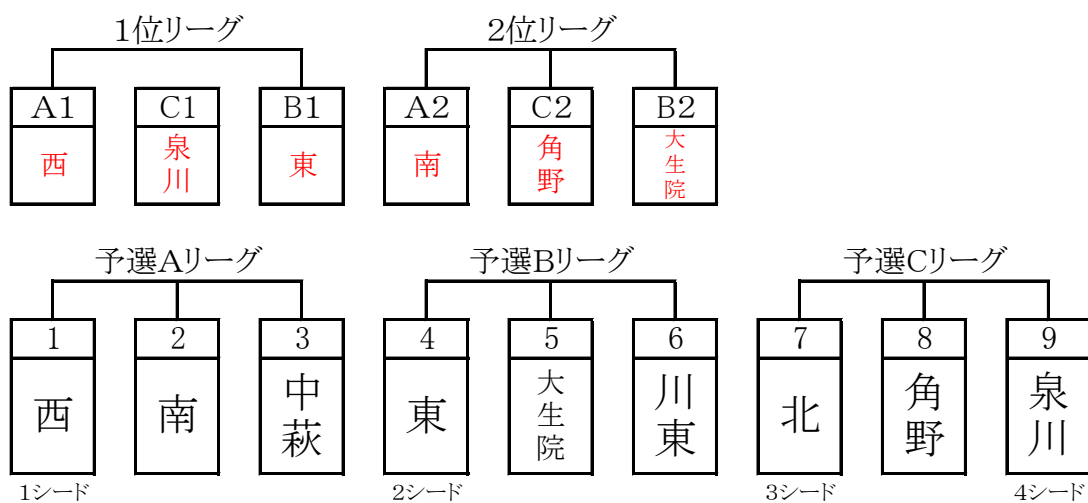 1位リーグ 2位リーグ
A1 C1 B1 A2 C2 B2
西 泉川 東 南 角野 大生院
予選Aリーグ 予選Bリーグ 予選Cリーグ
1 2 3 4 5 6 7 8 9
西 南 中萩 東 大生院 川東 北 角野 泉川
1シード 2シード 3シード 4シード